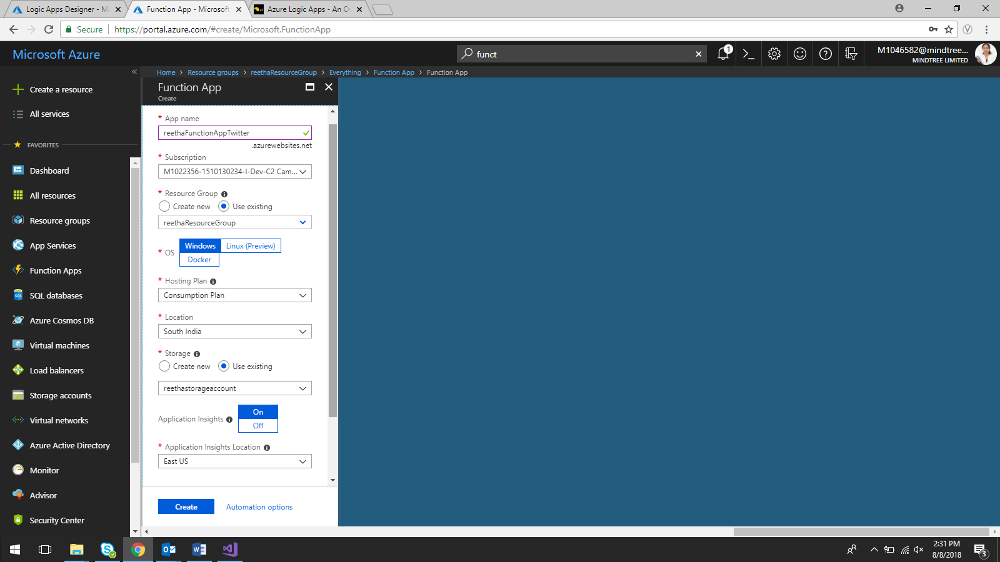 Logic Apps Designer - Mi
Function App - Microsoft
Azure Logic Apps - An O
Secure
https://portal.azure.com/#create/Microsoft.FunctionApp
Microsoft Azure
funct
1
M1046582@mindtree...
MINDTREE LIMITED
Home > Resource groups > reethaResourceGroup > Everything > Function App > Function App
Create a resource
All services
FAVORITES
Dashboard
All resources
Resource groups
App Services
Function Apps
SQL databases
Azure Cosmos DB
Virtual machines
Load balancers
Storage accounts
Virtual networks
Azure Active Directory
Monitor
Advisor
Security Center
Function App
Create
* App name
reethaFunctionAppTwitter
.azurewebsites.net
* Subscription
M1022356-1510130234-I-Dev-C2 Cam...
* Resource Group
Create new Use existing
reethaResourceGroup
* OS
Windows Linux (Preview)
Docker
* Hosting Plan
Consumption Plan
* Location
South India
* Storage
Create new Use existing
reethastorageaccount
Application Insights
On
Off
* Application Insights Location
East US
Create Automation options
2:31 PM
8/8/2018
3